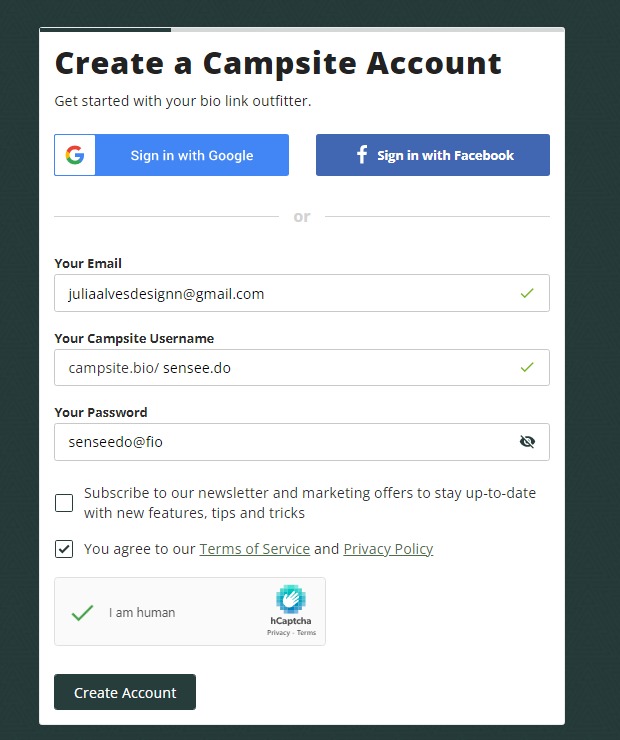 Create a Campsite Account
Get started with your bio link outfitter.
Sign in with Google
Sign in with Facebook
or
Your Email
juliaalvesdesignn@gmail.com
Your Campsite Username
campsite.bio/ sensee.do
Your Password
senseedo@fio
Subscribe to our newsletter and marketing offers to stay up-to-date
with new features, tips and tricks
You agree to our Terms of Service and Privacy Policy
I am human
hCaptcha
Privacy - Terms
Create Account